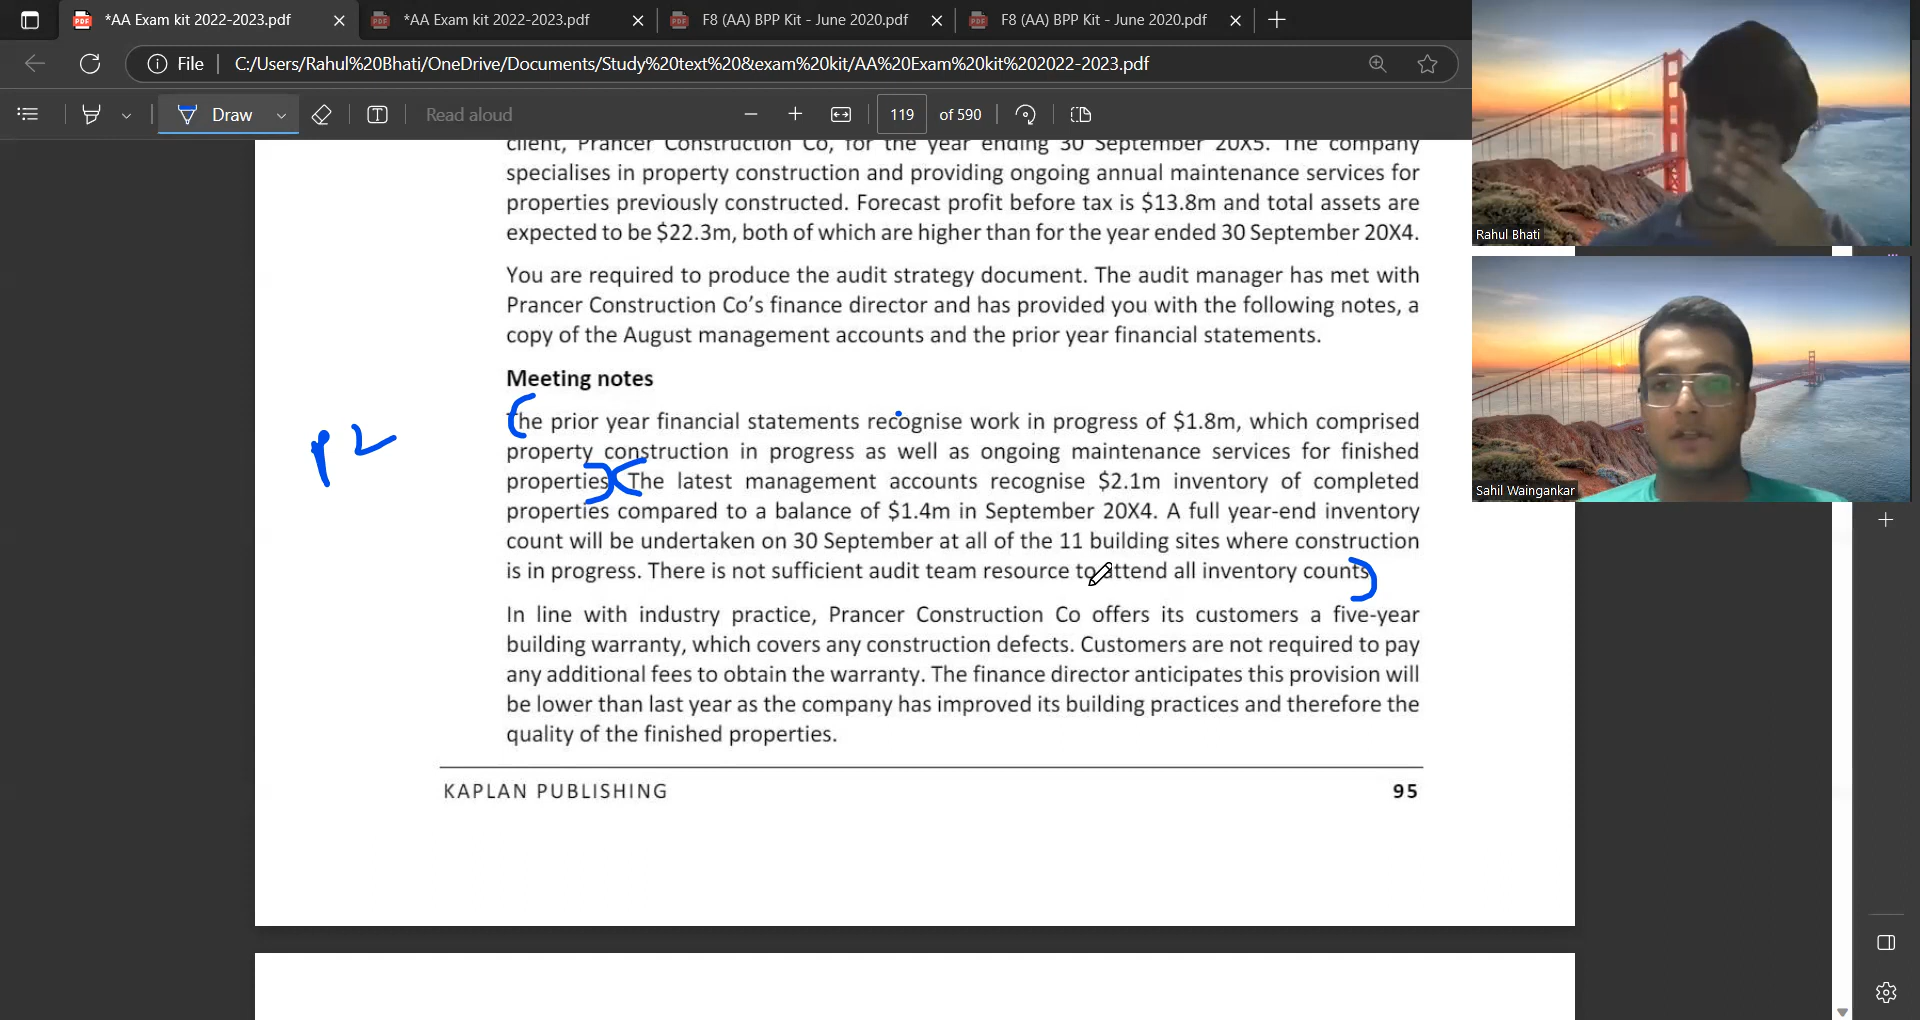 *AA Exam kit 2022-2023.pdf
*AA Exam kit 2022-2023.pdf
F8 (AA) BPP Kit - June 2020.pdf
F8 (AA) BPP Kit - June 2020.pdf
File
C:/Users/Rahul%20Bhati/OneDrive/Documents/Study%20text%20&exam%20kit/AA%20Exam%20kit%202022-2023.pdf
Draw
Read aloud
119 of 590
client, Prancer Construction Co, for the year ending 30 September 20X5. The company
specialises in property construction and providing ongoing annual maintenance services for
properties previously constructed. Forecast profit before tax is $13.8m and total assets are
expected to be $22.3m, both of which are higher than for the year ended 30 September 20X4.
You are required to produce the audit strategy document. The audit manager has met with
Prancer Construction Co’s finance director and has provided you with the following notes, a
copy of the August management accounts and the prior year financial statements.
Meeting notes
The prior year financial statements recognise work in progress of $1.8m, which comprised
property construction in progress as well as ongoing maintenance services for finished
properties. The latest management accounts recognise $2.1m inventory of completed
properties compared to a balance of $1.4m in September 20X4. A full year-end inventory
count will be undertaken on 30 September at all of the 11 building sites where construction
is in progress. There is not sufficient audit team resource to attend all inventory counts.
In line with industry practice, Prancer Construction Co offers its customers a five-year
building warranty, which covers any construction defects. Customers are not required to pay
any additional fees to obtain the warranty. The finance director anticipates this provision will
be lower than last year as the company has improved its building practices and therefore the
quality of the finished properties.
KAPLAN PUBLISHING
95
Rahul Bhati
Sahil Waingankar